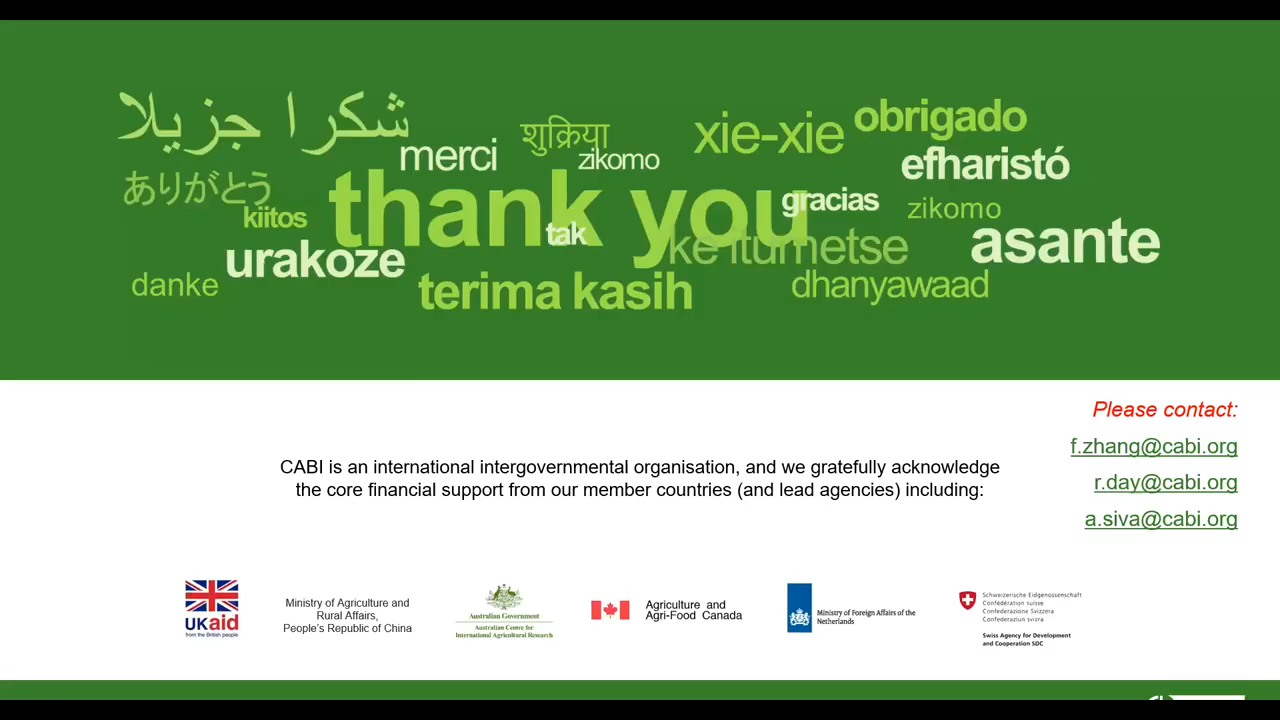 شكرا جزيلا
merci
शुक्रिया
zikomo
xie-xie
obrigado
efharistó
ありがとう
kiitos
thank you
gracias
zikomo
tak
ke itumetse
asante
urakoze
danke
terima kasih
dhanyawaad
Please contact:
f.zhang@cabi.org
r.day@cabi.org
a.siva@cabi.org
CABI is an international intergovernmental organisation, and we gratefully acknowledge
the core financial support from our member countries (and lead agencies) including:
UKaid
from the British people
Ministry of Agriculture and
Rural Affairs,
People's Republic of China
Australian Government
Australian Centre for
International Agricultural Research
Agriculture and
Agri-Food Canada
Ministry of Foreign Affairs of the
Netherlands
Schweizerische Eidgenossenschaft
Confédération suisse
Confederazione Svizzera
Confederaziun svizra
Swiss Agency for Development
and Cooperation SDC